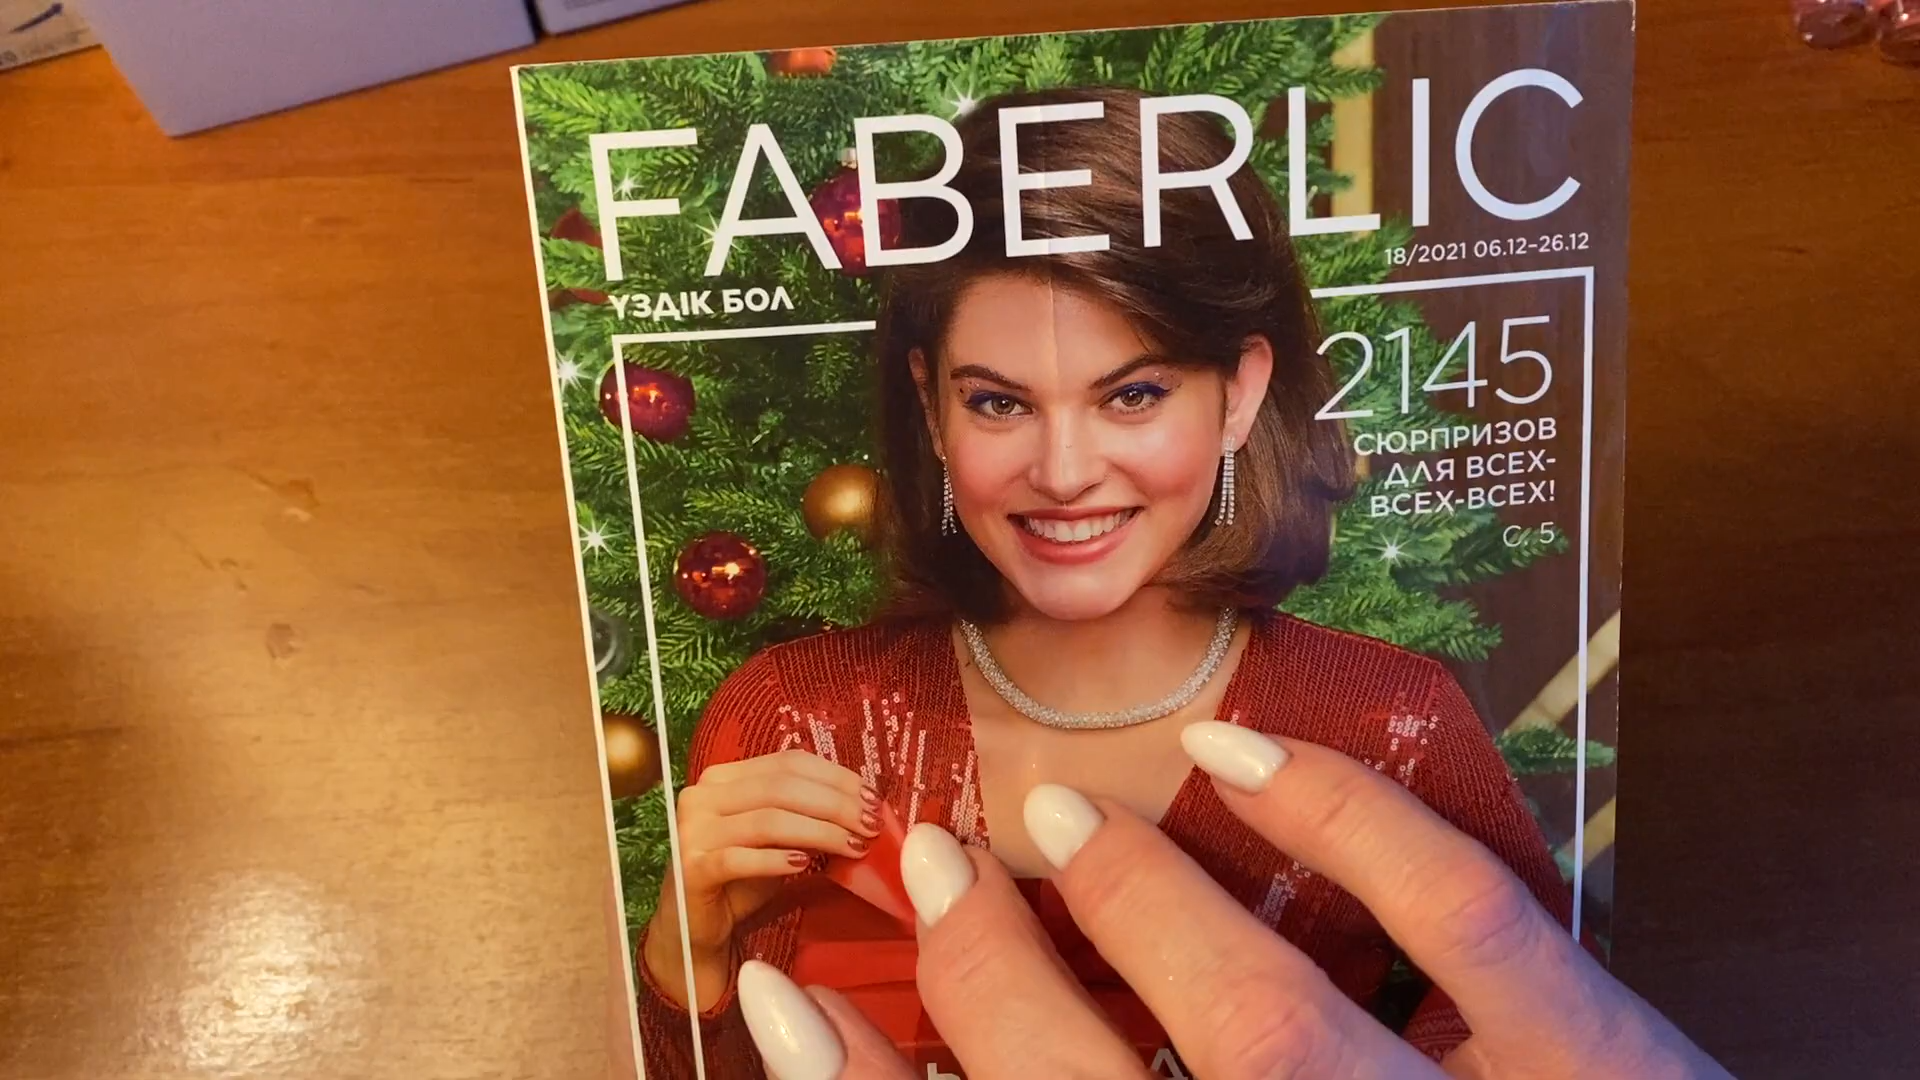 FABERLIC
18/2021 06.12-26.12
ҮЗДІК БОЛ
2145
СЮРПРИЗОВ
ДЛЯ ВСЕХ-
ВСЕХ-ВСЕХ!
С. 5